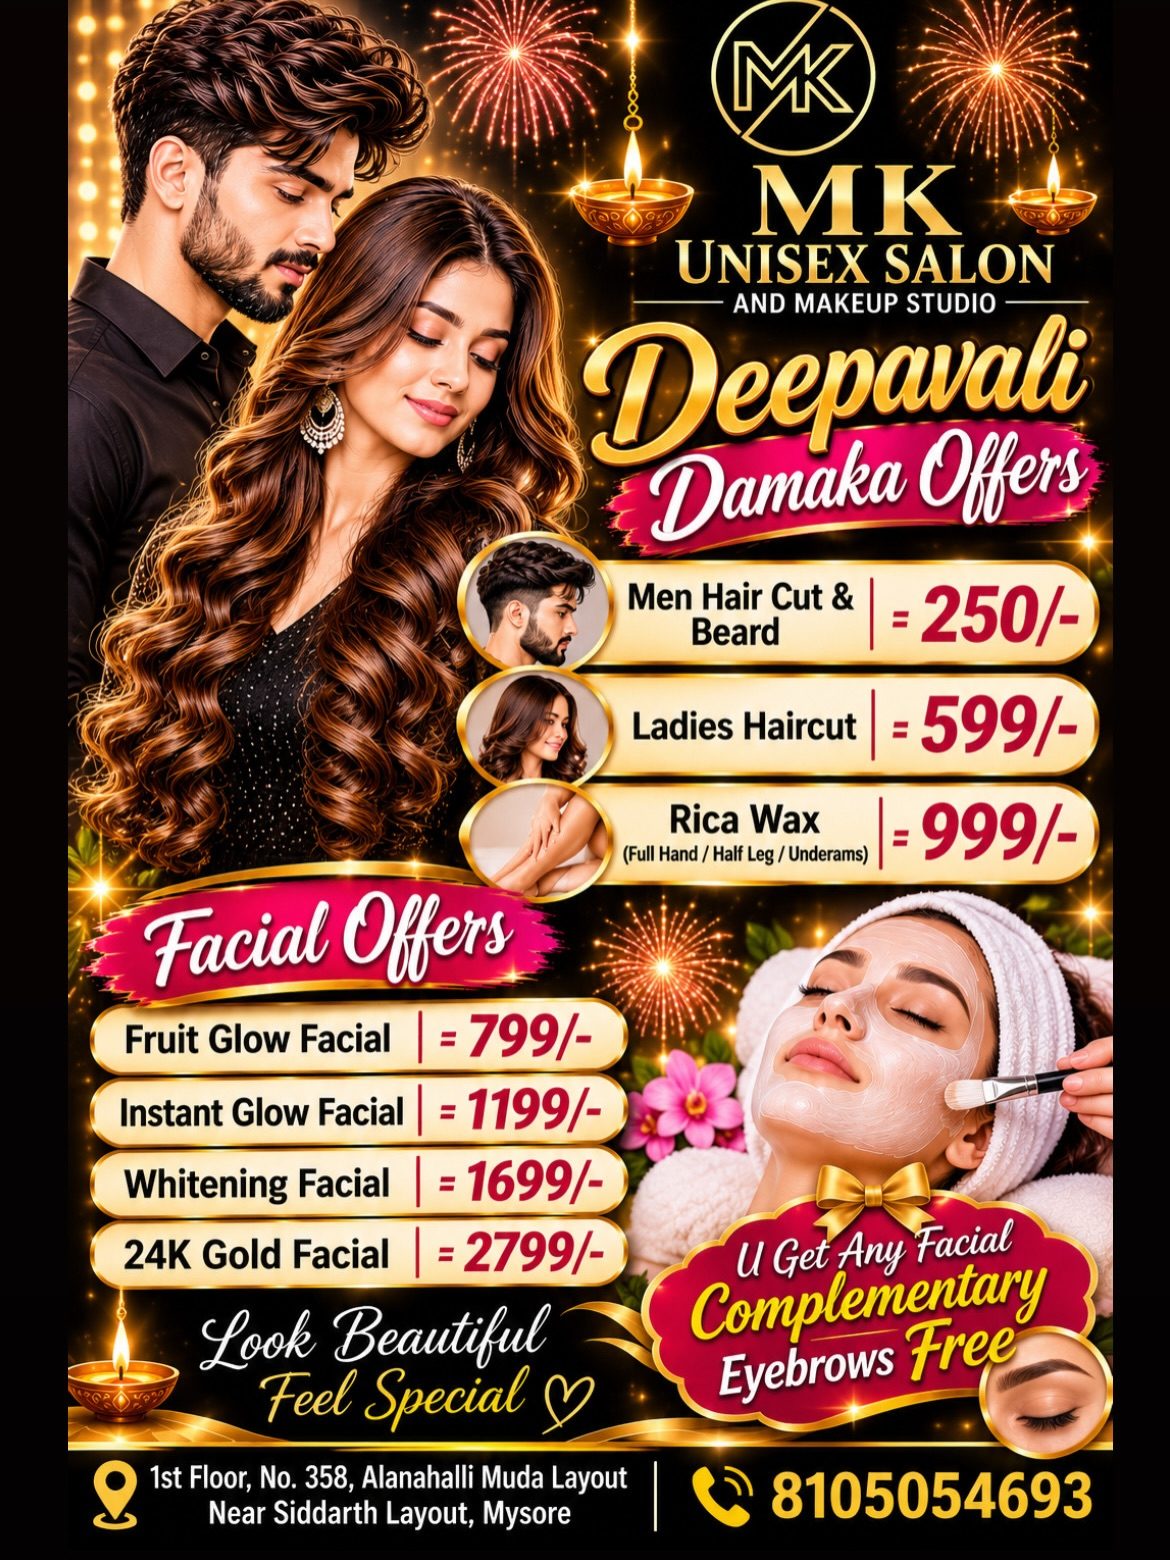 MK
MK
UNISEX SALON
AND MAKEUP STUDIO
Deepavali
Damaka Offers
Men Hair Cut &
Beard
= 250/-
Ladies Haircut = 599/-
Rica Wax
(Full Hand / Half Leg / Underams)
= 999/-
Facial Offers
Fruit Glow Facial = 799/-
Instant Glow Facial = 1199/-
Whitening Facial = 1699/-
24K Gold Facial = 2799/-
U Get Any Facial
Complementary
Eyebrows Free
Look Beautiful
Feel Special
1st Floor, No. 358, Alanahalli Muda Layout
Near Siddarth Layout, Mysore
8105054693